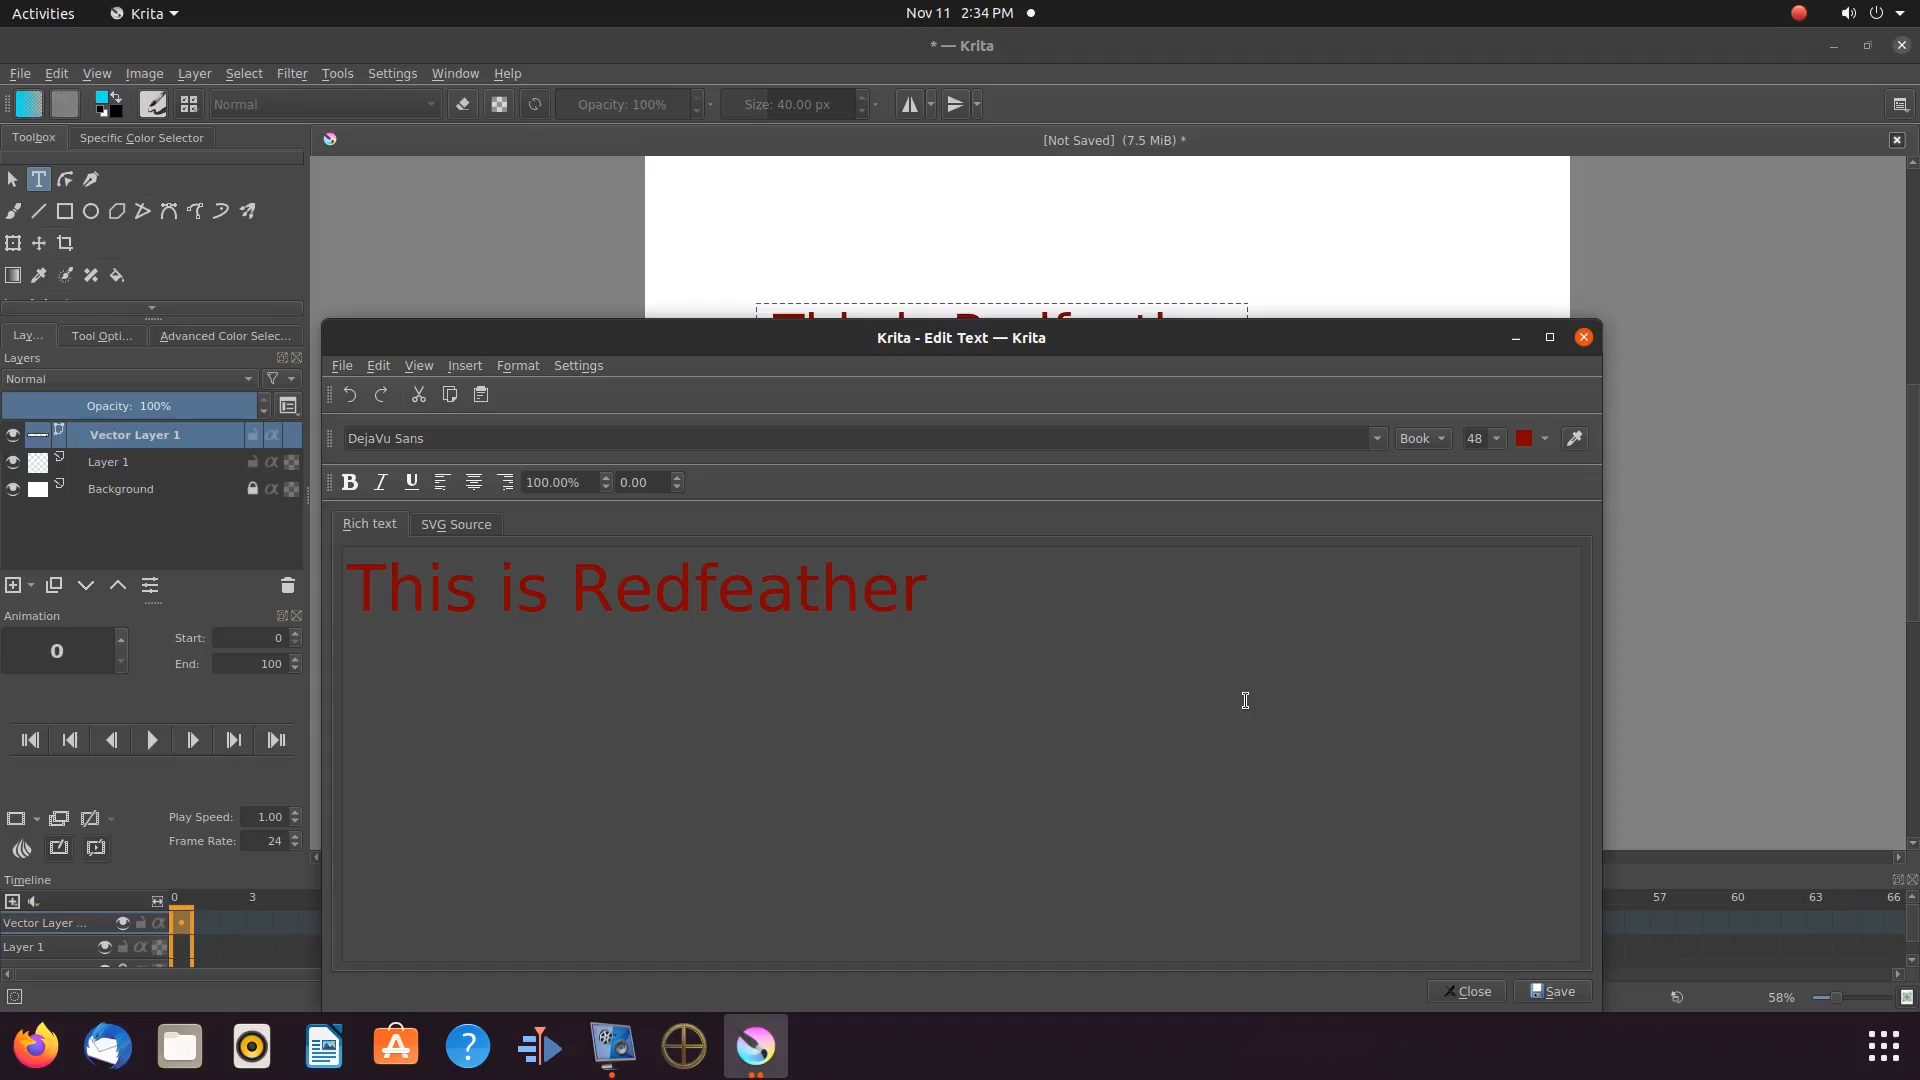 Activities Krita Nov 11 2:34 PM
* — Krita
File Edit View Image Layer Select Filter Tools Settings Window Help
Normal Opacity: 100% Size: 40.00 px
Toolbox Specific Color Selector
[Not Saved] (7.5 MiB) *
Lay... Tool Opti... Advanced Color Selec...
Layers
Normal
Opacity: 100%
Vector Layer 1
Layer 1
Background
Animation
0 Start: 0
End: 100
Play Speed: 1.00
Frame Rate: 24
Timeline
0 3 57 60 63 66
Vector Layer ...
Layer 1
58%
Krita - Edit Text — Krita
File Edit View Insert Format Settings
DejaVu Sans Book 48
B I U 100.00% 0.00
Rich text SVG Source
This is Redfeather
Close Save